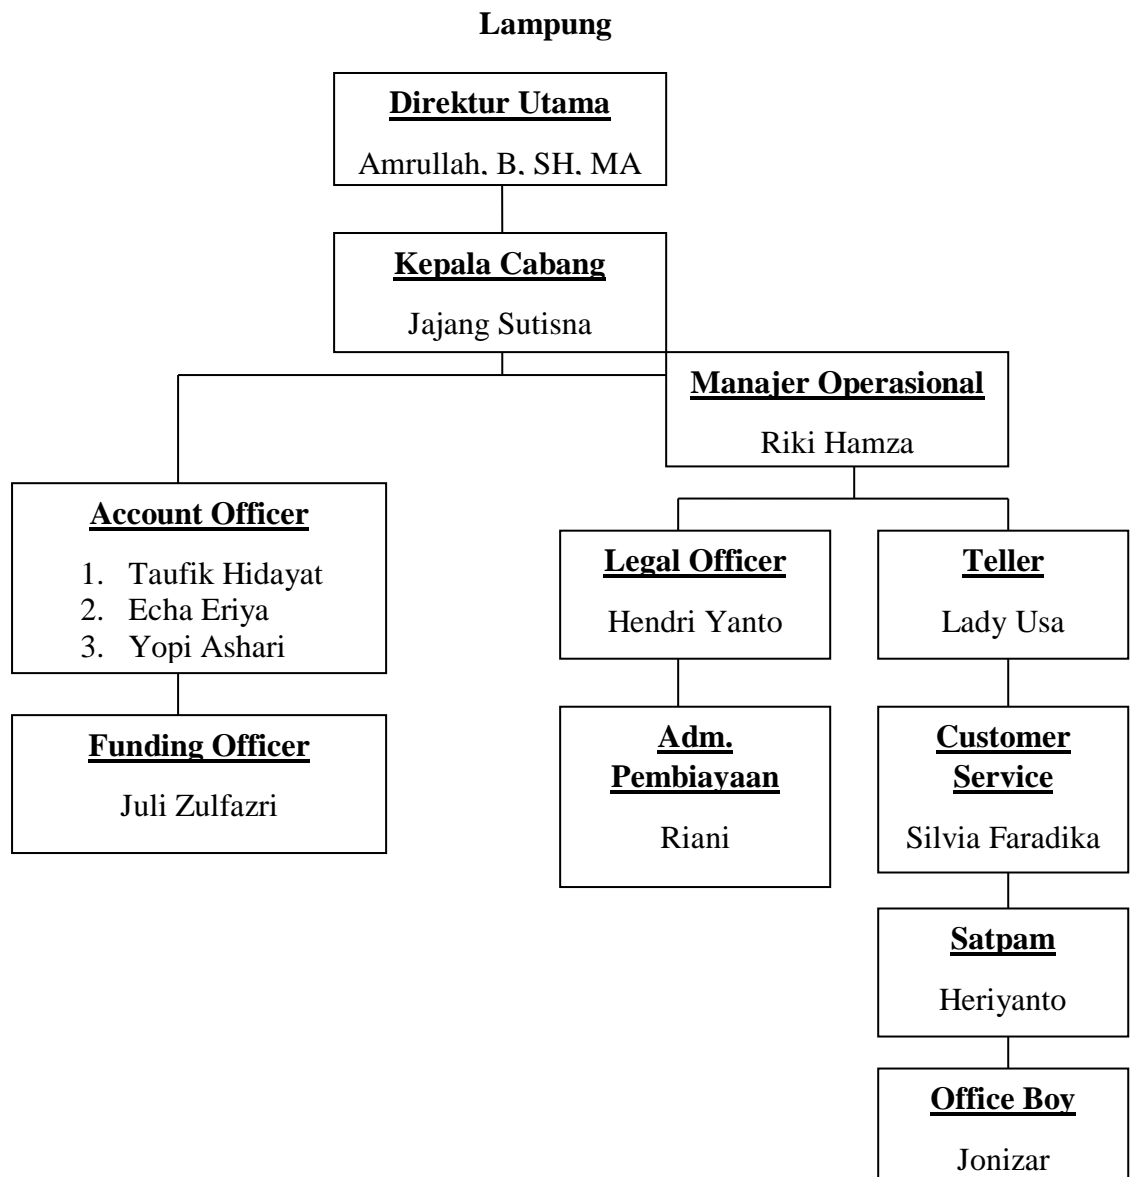 Lampung
Direktur Utama
Amrullah, B, SH, MA
Kepala Cabang
Jajang Sutisna
Manajer Operasional
Riki Hamza
Account Officer
1. Taufik Hidayat
2. Echa Eriya
3. Yopi Ashari
Funding Officer
Juli Zulfazri
Legal Officer
Hendri Yanto
Adm.
Pembiayaan
Riani
Teller
Lady Usa
Customer
Service
Silvia Faradika
Satpam
Heriyanto
Office Boy
Jonizar